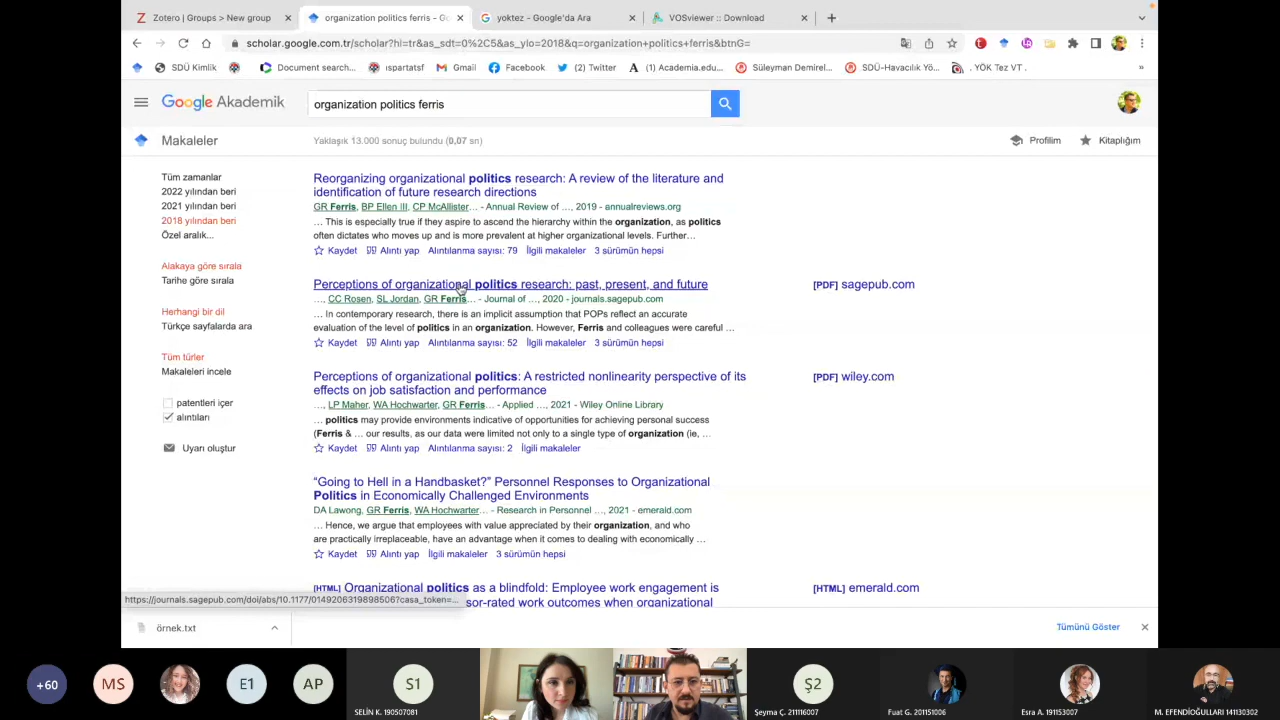 Zotero | Groups > New group
organization politics ferris - G
yoktez - Google'da Ara
VOSviewer :: Download
scholar.google.com.tr/scholar?hl=tr&as_sdt=0%2C5&as_ylo=2018&q=organization+politics+ferris&btnG=
SDÜ Kimlik
Document search...
ıspartatsf
Gmail
Facebook
(2) Twitter
(1) Academia.edu...
Süleyman Demirel...
SDÜ-Havacılık Yö...
. YÖK Tez VT .
»
Google Akademik
organization politics ferris
Makaleler
Yaklaşık 13.000 sonuç bulundu (0,07 sn)
Profilim
Kitaplığım
Tüm zamanlar
2022 yılından beri
2021 yılından beri
2018 yılından beri
Özel aralık...
Alakaya göre sırala
Tarihe göre sırala
Herhangi bir dil
Türkçe sayfalarda ara
Tüm türler
Makaleleri incele
patentleri içer
alıntıları
Uyarı oluştur
Reorganizing organizational politics research: A review of the literature and
identification of future research directions
GR Ferris, BP Ellen III, CP McAllister... - Annual Review of ..., 2019 - annualreviews.org
... This is especially true if they aspire to ascend the hierarchy within the organization, as politics
often dictates who moves up and is more prevalent at higher organizational levels. Further...
Kaydet Alıntı yap Alıntılanma sayısı: 79 İlgili makaleler 3 sürümün hepsi
Perceptions of organizational politics research: past, present, and future
[PDF] sagepub.com
..., CC Rosen, SL Jordan, GR Ferris... - Journal of ..., 2020 - journals.sagepub.com
... In contemporary research, there is an implicit assumption that POPs reflect an accurate
evaluation of the level of politics in an organization. However, Ferris and colleagues were careful ...
Kaydet Alıntı yap Alıntılanma sayısı: 52 İlgili makaleler 3 sürümün hepsi
Perceptions of organizational politics: A restricted nonlinearity perspective of its
effects on job satisfaction and performance
[PDF] wiley.com
..., LP Maher, WA Hochwarter, GR Ferris... - Applied ..., 2021 - Wiley Online Library
... politics may provide environments indicative of opportunities for achieving personal success
(Ferris & ... our results, as our data were limited not only to a single type of organization (ie, ...
Kaydet Alıntı yap Alıntılanma sayısı: 2 İlgili makaleler
“Going to Hell in a Handbasket?” Personnel Responses to Organizational
Politics in Economically Challenged Environments
DA Lawong, GR Ferris, WA Hochwarter... - Research in Personnel ..., 2021 - emerald.com
... Hence, we argue that employees with value appreciated by their organization, and who
are practically irreplaceable, have an advantage when it comes to dealing with economically ...
Kaydet Alıntı yap İlgili makaleler 3 sürümün hepsi
[HTML] Organizational politics as a blindfold: Employee work engagement is
[HTML] emerald.com
https://journals.sagepub.com/doi/abs/10.1177/0149206319898506?casa_token=...
sor-rated work outcomes when organizational
örnek.txt
Tümünü Göster
+60
MS
E1
AP
S1
SELİN K. 190507081
Ş2
Şeyma Ç. 211116007
Fuat G. 201151006
Esra A. 191153007
M. EFENDİOĞULLARI 14130302